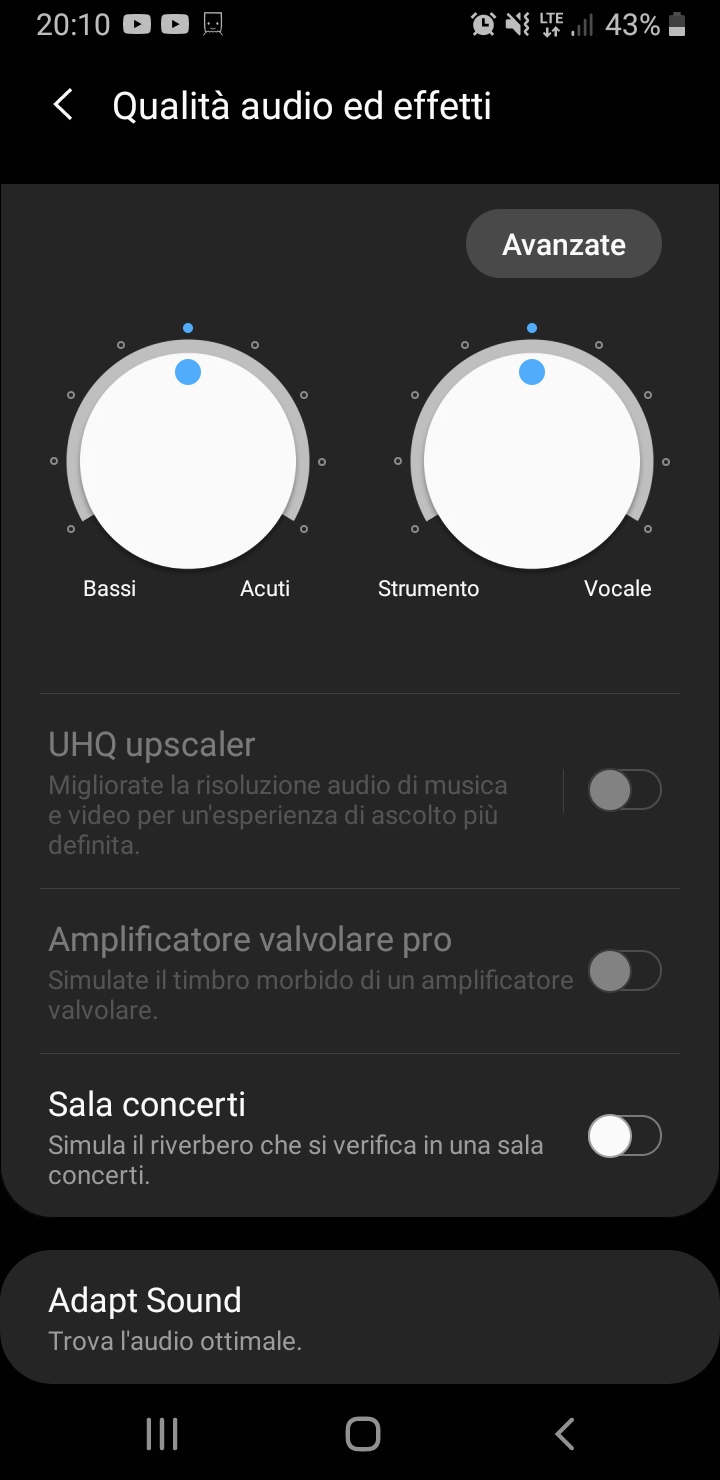 20:10 LTE 43%
Qualità audio ed effetti
Avanzate
Bassi Acuti Strumento Vocale
UHQ upscaler
Migliorate la risoluzione audio di musica
e video per un'esperienza di ascolto più
definita.
Amplificatore valvolare pro
Simulate il timbro morbido di un amplificatore
valvolare.
Sala concerti
Simula il riverbero che si verifica in una sala
concerti.
Adapt Sound
Trova l'audio ottimale.